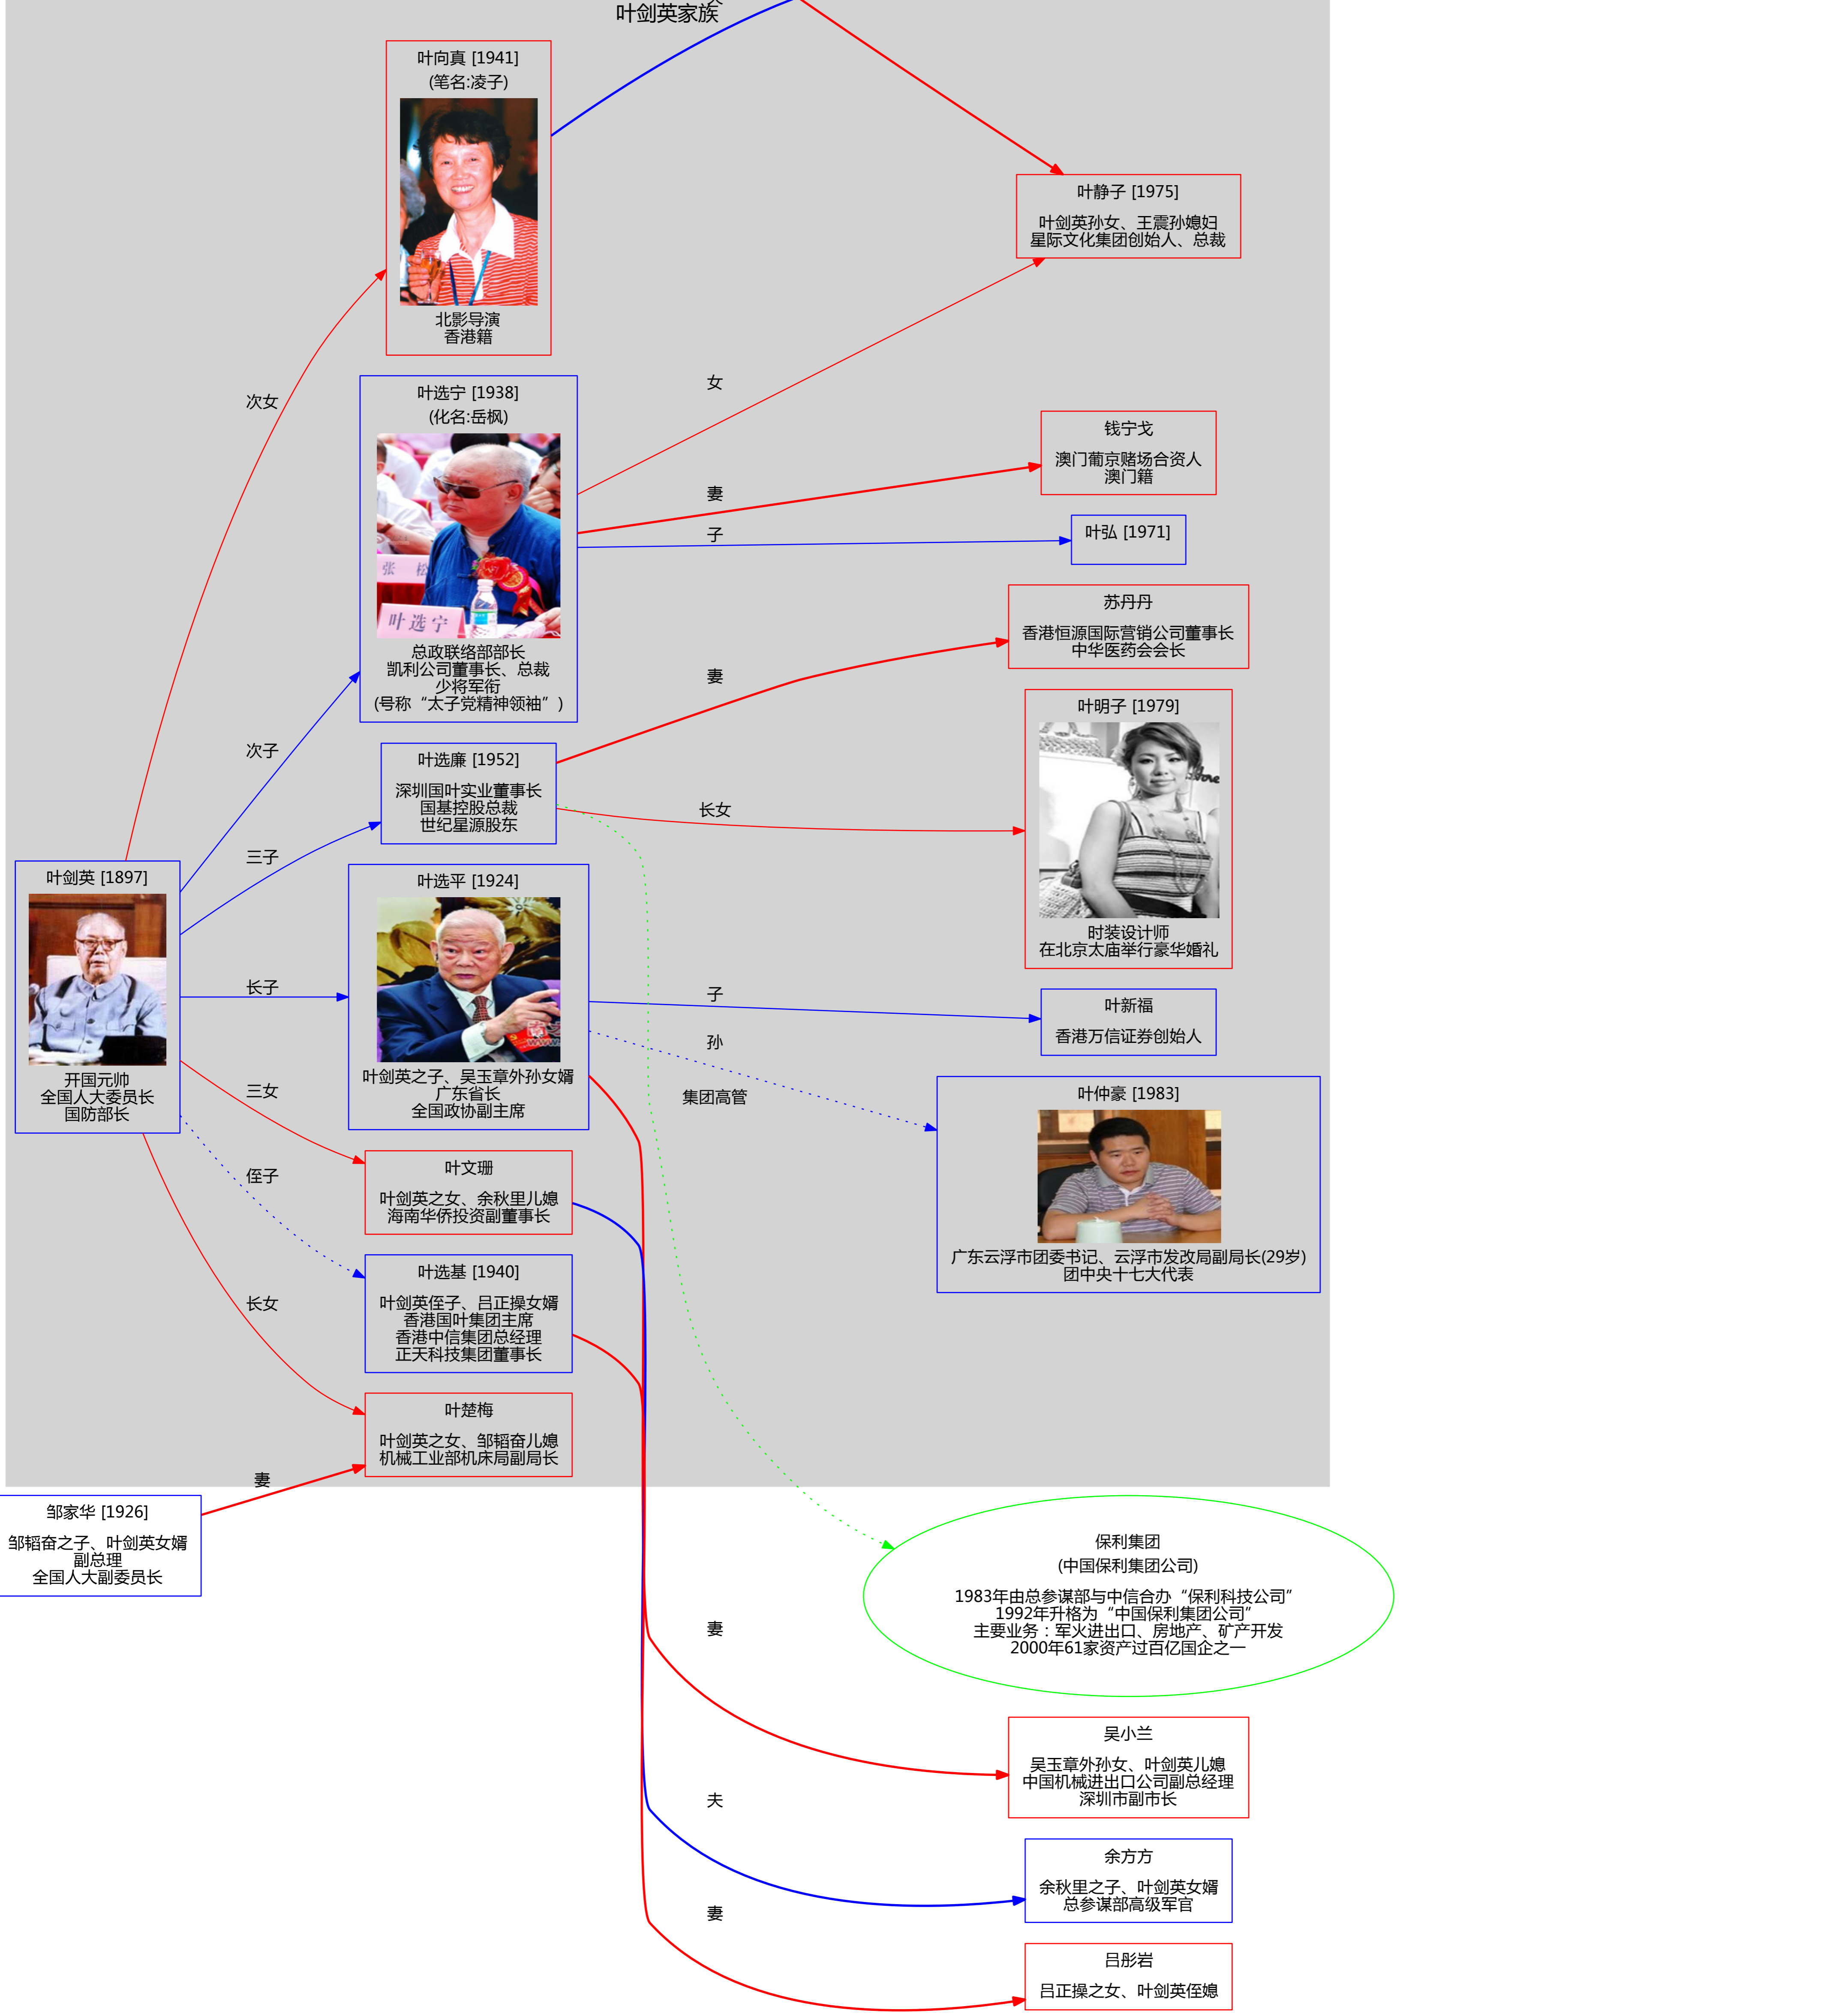 叶剑英家族
叶向真 [1941]
(笔名:凌子)
北影导演
香港籍
叶静子 [1975]
叶剑英孙女、王震孙媳妇
星际文化集团创始人、总裁
次女
女
叶选宁 [1938]
(化名:岳枫)
张 松
叶选宁
总政联络部部长
凯利公司董事长、总裁
少将军衔
(号称“太子党精神领袖”)
妻
钱宁戈
澳门葡京赌场合资人
澳门籍
子
叶弘 [1971]
次子
三子
叶选廉 [1952]
深圳国叶实业董事长
国基控股总裁
世纪星源股东
妻
苏丹丹
香港恒源国际营销公司董事长
中华医药会会长
长女
叶明子 [1979]
时装设计师
在北京太庙举行豪华婚礼
叶剑英 [1897]
开国元帅
全国人大委员长
国防部长
长子
叶选平 [1924]
叶剑英之子、吴玉章外孙女婿
广东省长
全国政协副主席
子
叶新福
香港万信证券创始人
孙
集团高管
叶仲豪 [1983]
广东云浮市团委书记、云浮市发改局副局长(29岁)
团中央十七大代表
三女
叶文珊
叶剑英之女、余秋里儿媳
海南华侨投资副董事长
侄子
叶选基 [1940]
叶剑英侄子、吕正操女婿
香港国叶集团主席
香港中信集团总经理
正天科技集团董事长
长女
叶楚梅
叶剑英之女、邹韬奋儿媳
机械工业部机床局副局长
妻
邹家华 [1926]
邹韬奋之子、叶剑英女婿
副总理
全国人大副委员长
保利集团
(中国保利集团公司)
1983年由总参谋部与中信合办“保利科技公司”
1992年升格为“中国保利集团公司”
主要业务：军火进出口、房地产、矿产开发
2000年61家资产过百亿国企之一
妻
吴小兰
吴玉章外孙女、叶剑英儿媳
中国机械进出口公司副总经理
深圳市副市长
夫
余方方
余秋里之子、叶剑英女婿
总参谋部高级军官
妻
吕彤岩
吕正操之女、叶剑英侄媳